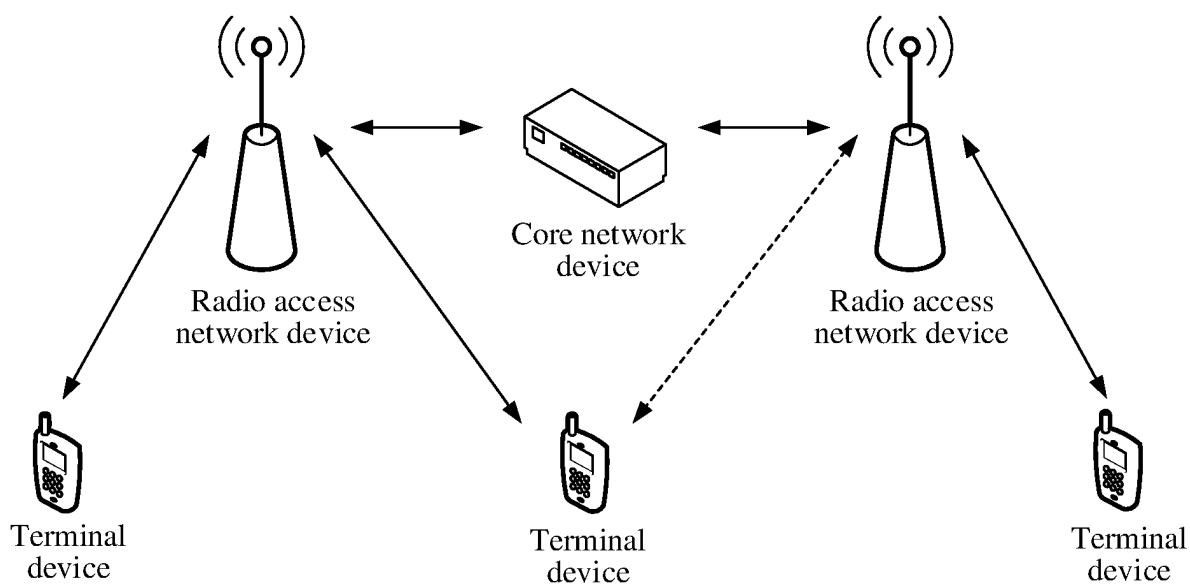 Core network
device
Radio access
network device
Radio access
network device
Terminal
device
Terminal
device
Terminal
device